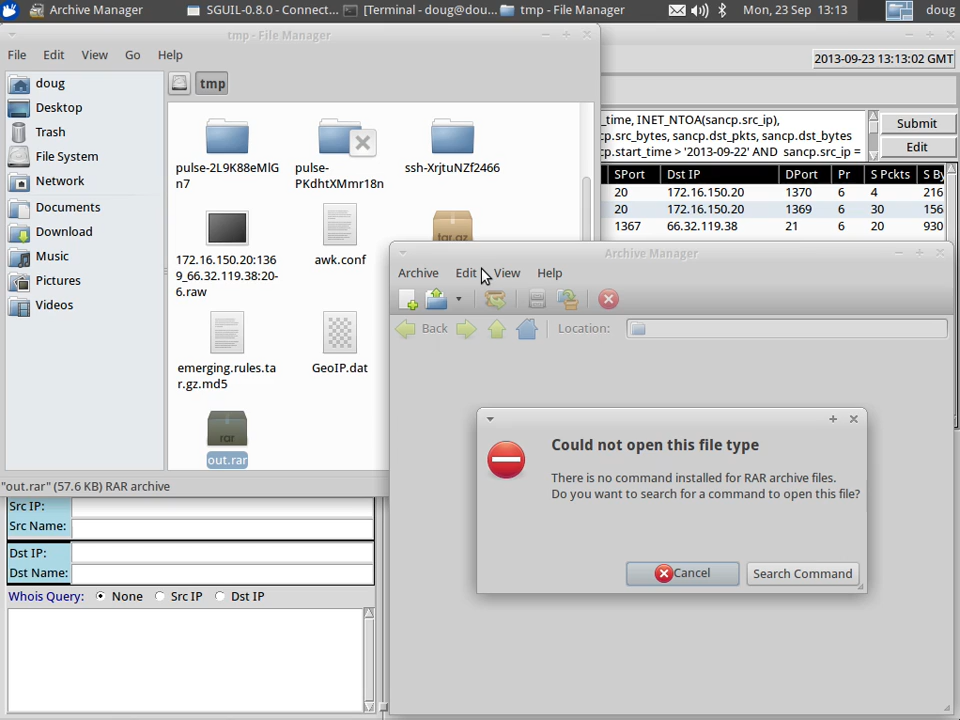 Archive Manager
SGUIL-0.8.0 - Connect...
[Terminal - doug@dou...
tmp - File Manager
Mon, 23 Sep 13:13
doug
tmp - File Manager
File Edit View Go Help
2013-09-23 13:13:02 GMT
doug
Desktop
Trash
File System
Network
Documents
Download
Music
Pictures
Videos
tmp
pulse-2L9K88eMlG
n7
pulse-
PKdhtXMmr18n
ssh-XrjtuNZf2466
172.16.150.20:136
9_66.32.119.38:20-
6.raw
awk.conf
tar.gz
emerging.rules.ta
r.gz.md5
GeoIP.dat
rar
out.rar
"out.rar" (57.6 KB) RAR archive
_time, INET_NTOA(sancp.src_ip),
cp.src_bytes, sancp.dst_pkts, sancp.dst_bytes
cp.start_time > '2013-09-22' AND sancp.src_ip =
Submit
Edit
SPort Dst IP DPort Pr S Pckts S By
20 172.16.150.20 1370 6 4 216
20 172.16.150.20 1369 6 30 156
1367 66.32.119.38 21 6 20 930
Archive Manager
Archive Edit View Help
Back
Location:
Could not open this file type
There is no command installed for RAR archive files.
Do you want to search for a command to open this file?
Cancel
Search Command
Src IP:
Src Name:
Dst IP:
Dst Name:
Whois Query: None Src IP Dst IP